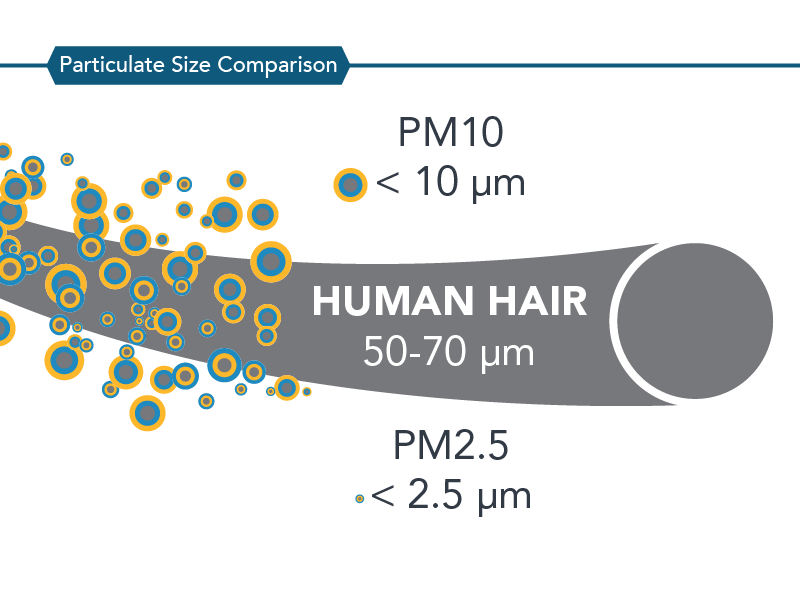 Particulate Size Comparison
PM10
< 10 µm
HUMAN HAIR
50-70 µm
PM2.5
< 2.5 µm